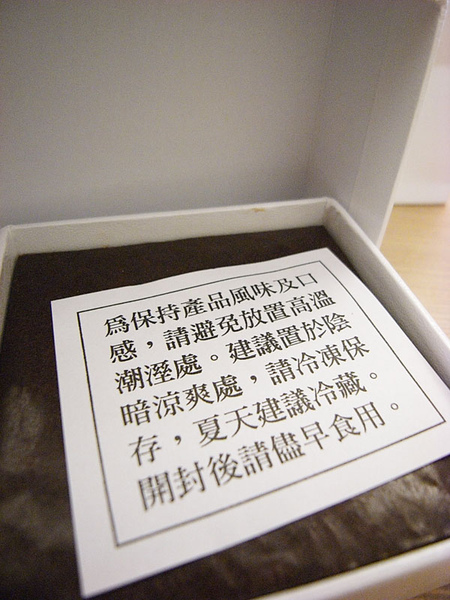 為保持產品風味及口
感，請避免放置高溫
潮溼處。建議置於陰
暗涼爽處，請冷凍保
存，夏天建議冷藏。
開封後請儘早食用。